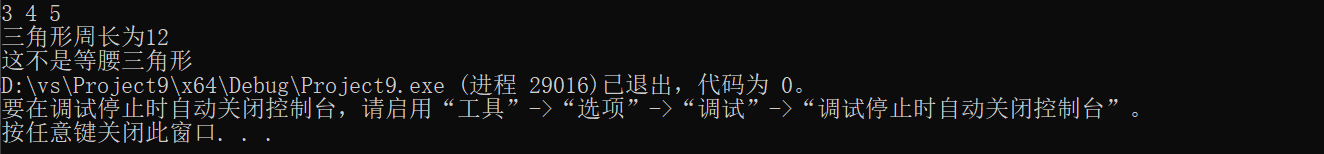 3 4 5
三角形周长为12
这不是等腰三角形
D:\vs\Project9\x64\Debug\Project9.exe (进程 29016)已退出，代码为 0。
要在调试停止时自动关闭控制台，请启用“工具”->“选项”->“调试”->“调试停止时自动关闭控制台”。
按任意键关闭此窗口. . .